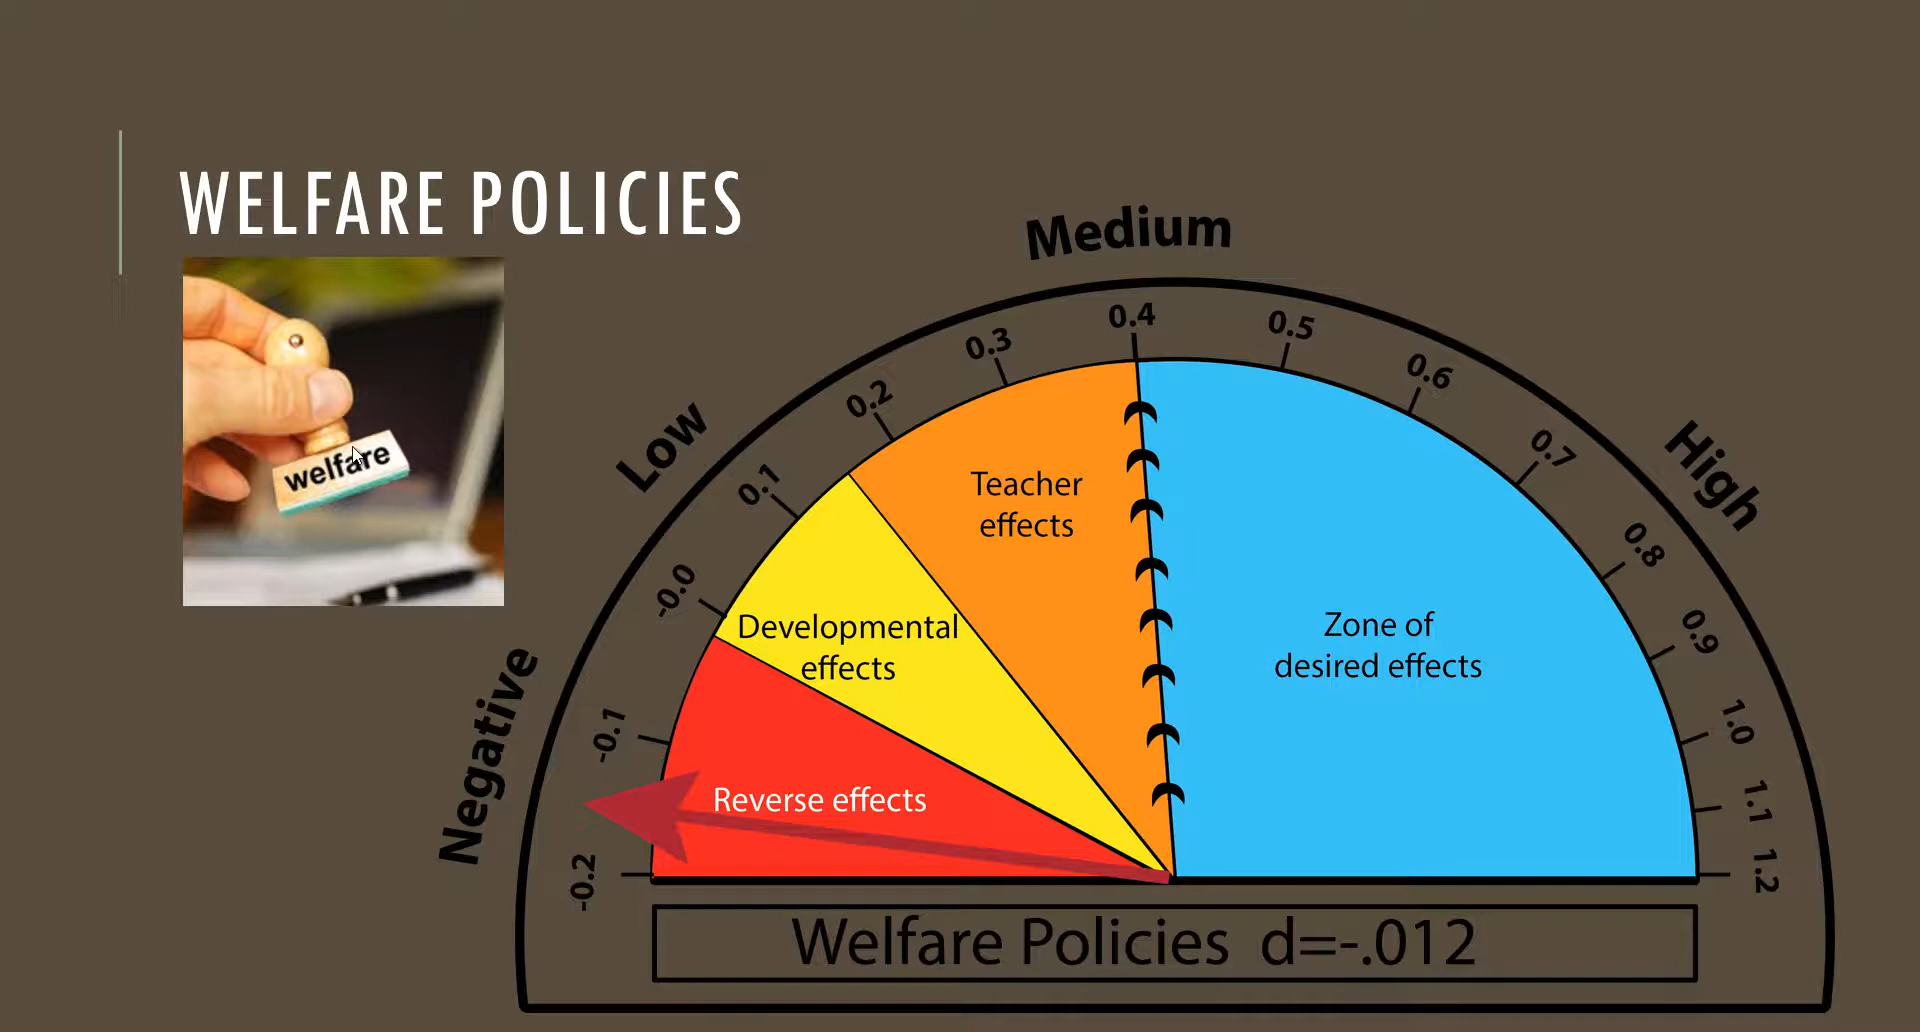 WELFARE POLICIES
welfare
Negative
Low
Medium
High
-0.2
-0.1
-0.0
0.1
0.2
0.3
0.4
0.5
0.6
0.7
0.8
0.9
1.0
1.1
1.2
Reverse effects
Developmental
effects
Teacher
effects
Zone of
desired effects
Welfare Policies d=-.012